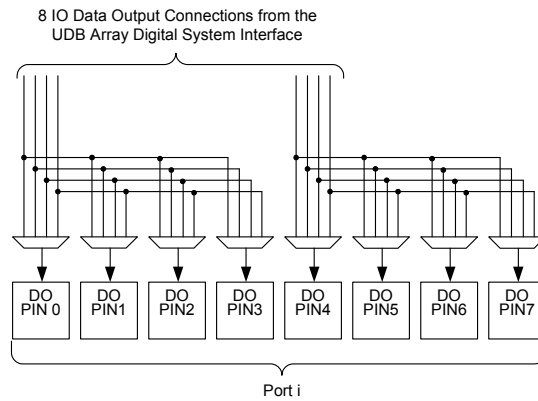 8 IO Data Output Connections from the
UDB Array Digital System Interface
DO
PIN 0
DO
PIN1
DO
PIN2
DO
PIN3
DO
PIN4
DO
PIN5
DO
PIN6
DO
PIN7
Port i